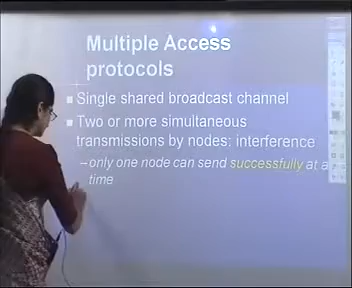 Multiple Access
protocols
Single shared broadcast channel
Two or more simultaneous
transmissions by nodes: interference
–only one node can send successfully at a
time